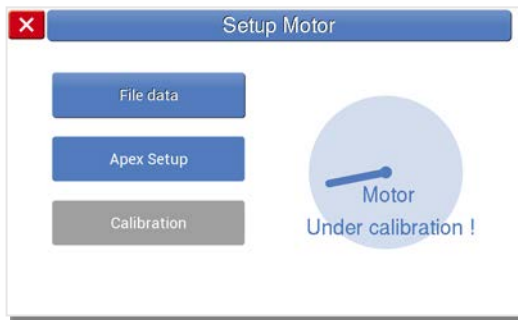 Setup Motor
File data
Apex Setup
Calibration
Motor
Under calibration !